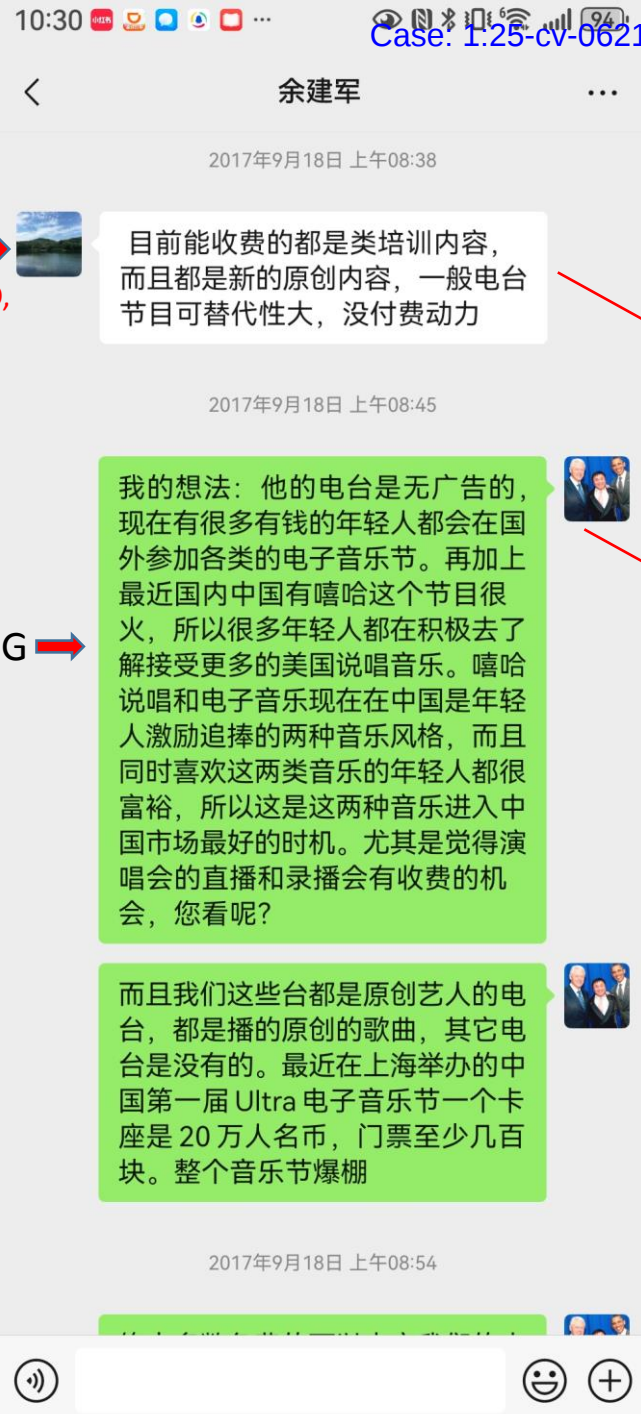 10:30
94
Case: 1:25-cv-0621
余建军
2017年9月18日 上午08:38
目前能收费的都是类培训内容，
而且都是新的原创内容，一般电台
节目可替代性大，没付费动力
2017年9月18日 上午08:45
我的想法：他的电台是无广告的，
现在有很多有钱的年轻人都会在国
外参加各类的电子音乐节。再加上
最近国内中国有嘻哈这个节目很
火，所以很多年轻人都在积极去了
解接受更多的美国说唱音乐。嘻哈
说唱和电子音乐现在在中国是年轻
人激励追捧的两种音乐风格，而且
同时喜欢这两类音乐的年轻人都很
富裕，所以这是这两种音乐进入中
国市场最好的时机。尤其是觉得演
唱会的直播和录播会有收费的机
会，您看呢？
G
而且我们这些台都是原创艺人的电
台，都是播的原创的歌曲，其它电
台是没有的。最近在上海举办的中
国第一届Ultra电子音乐节一个卡
座是20万人名币，门票至少几百
块。整个音乐节爆棚
2017年9月18日 上午08:54